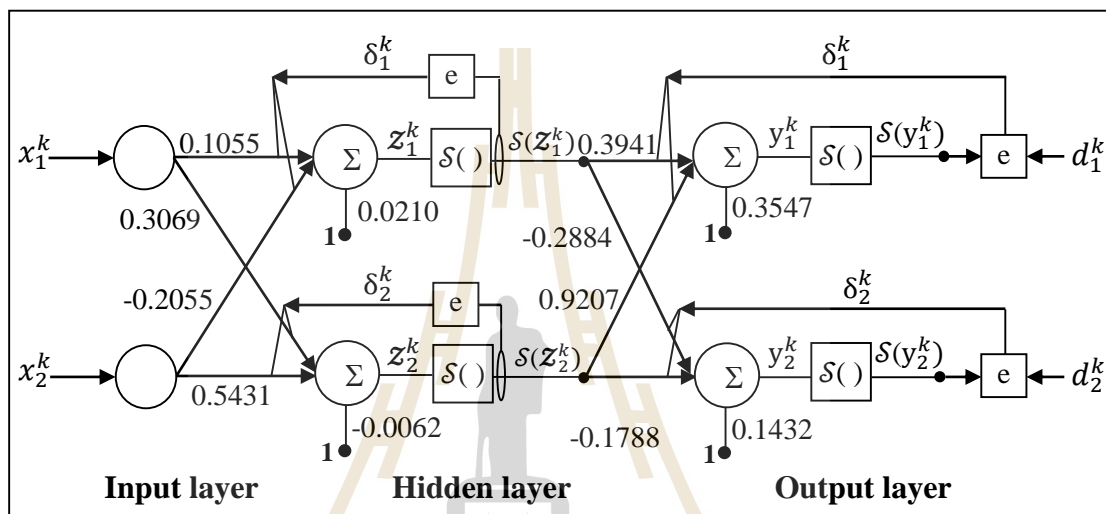 δ₁ᵏ
e
δ₁ᵏ
x₁ᵏ
0.1055
Σ
z₁ᵏ
𝒮( )
𝒮(z₁ᵏ)
0.3941
Σ
y₁ᵏ
𝒮( )
𝒮(y₁ᵏ)
e
d₁ᵏ
0.3069
0.0210
1
-0.2884
0.3547
1
-0.2055
δ₂ᵏ
e
0.9207
δ₂ᵏ
x₂ᵏ
0.5431
Σ
z₂ᵏ
𝒮( )
𝒮(z₂ᵏ)
Σ
y₂ᵏ
𝒮( )
𝒮(y₂ᵏ)
e
d₂ᵏ
-0.0062
1
-0.1788
0.1432
1
Input layer
Hidden layer
Output layer